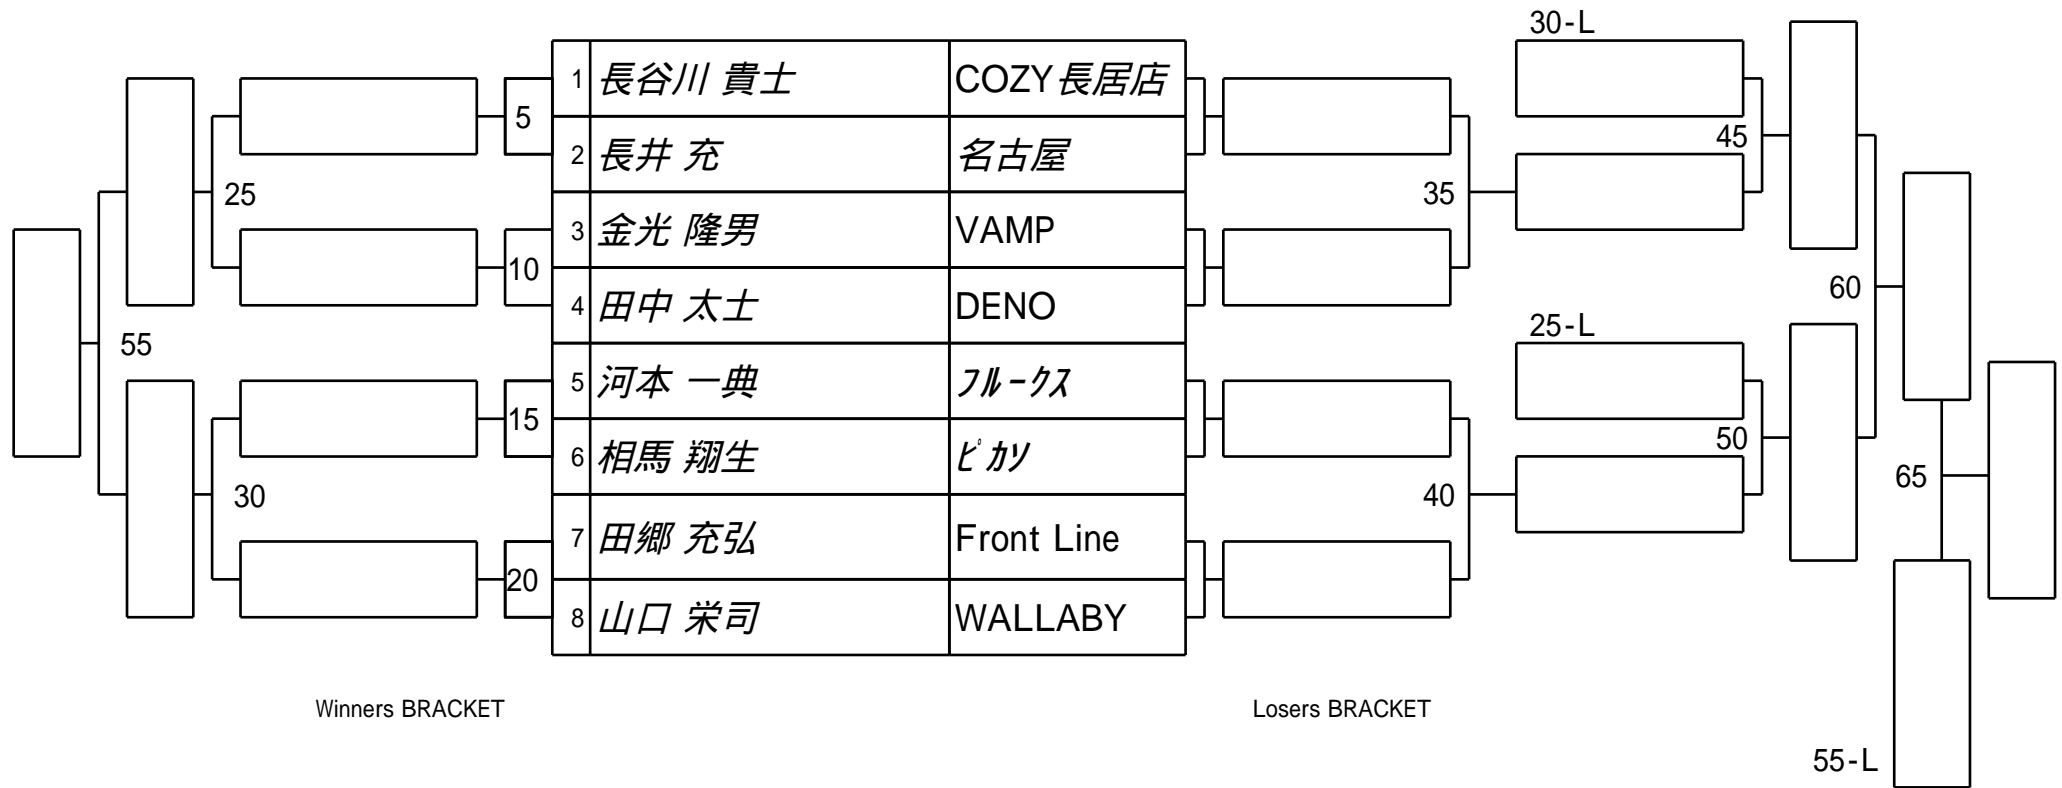 30-L
1 長谷川 貴士 COZY長居店
5
45
2 長井 充 名古屋
25
35
3 金光 隆男 VAMP
10
60
4 田中 太士 DENO
25-L
55
5 河本 一典 フルークス
15
50
6 相馬 翔生 ピカソ
65
30
40
7 田郷 充弘 Front Line
20
8 山口 栄司 WALLABY
Winners BRACKET
Losers BRACKET
55-L